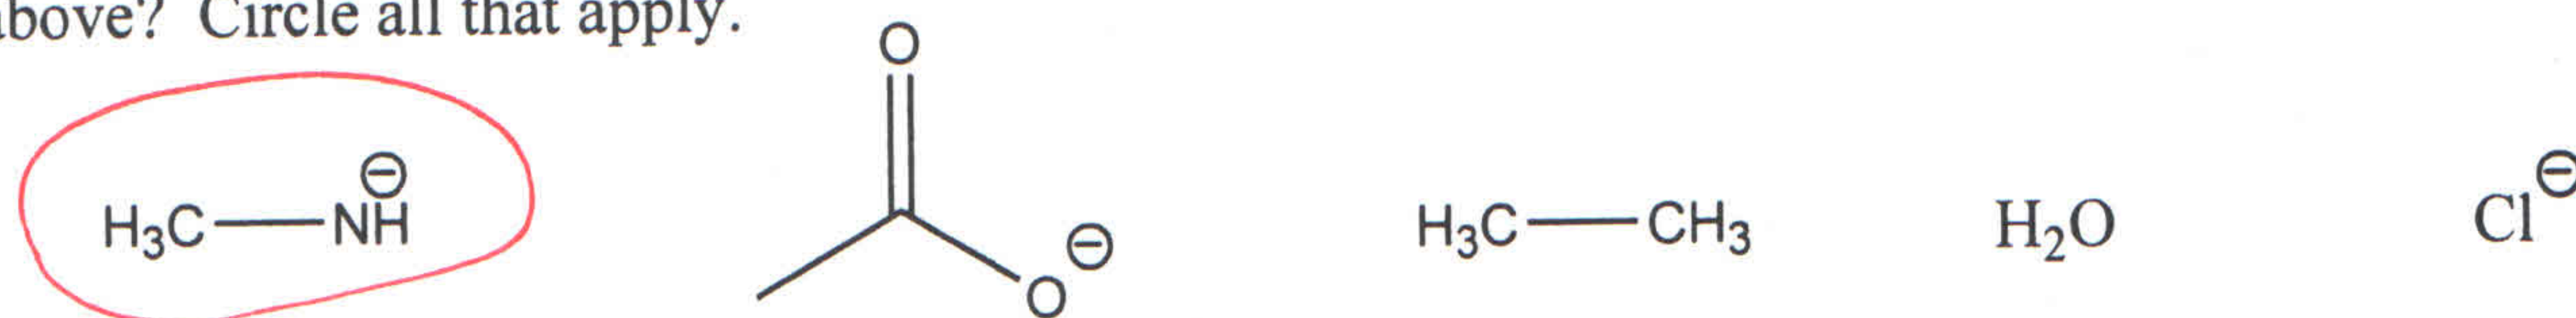 above? Circle all that apply.
O
H₃C—NH ⊖
O ⊖
H₃C—CH₃
H₂O
Cl ⊖